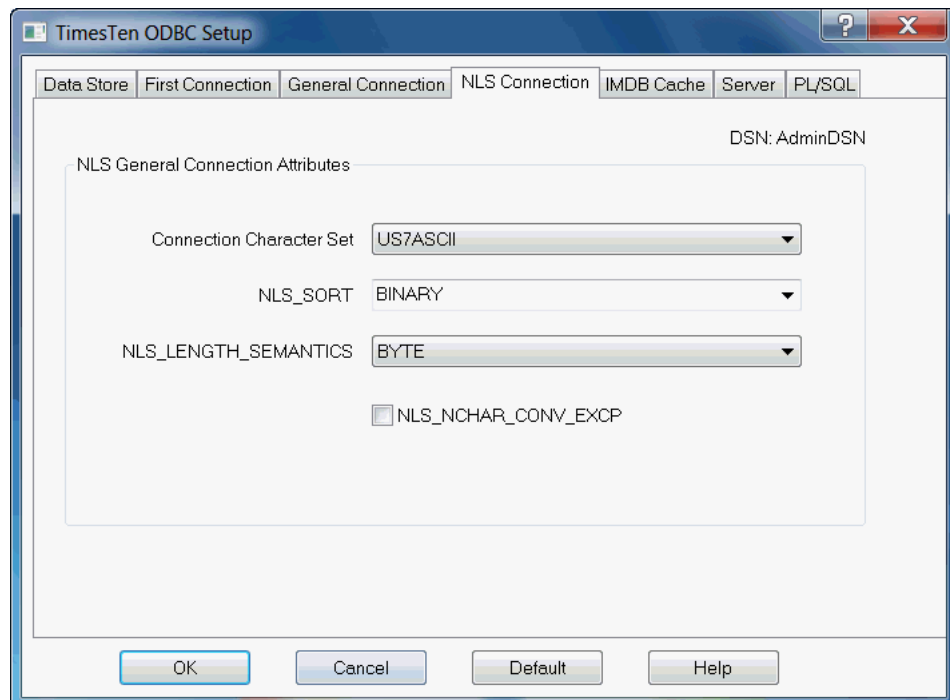 TimesTen ODBC Setup
?
X
Data Store First Connection General Connection NLS Connection IMDB Cache Server PL/SQL
DSN: AdminDSN
NLS General Connection Attributes
Connection Character Set US7ASCII
NLS_SORT BINARY
NLS_LENGTH_SEMANTICS BYTE
NLS_NCHAR_CONV_EXCP
OK Cancel Default Help